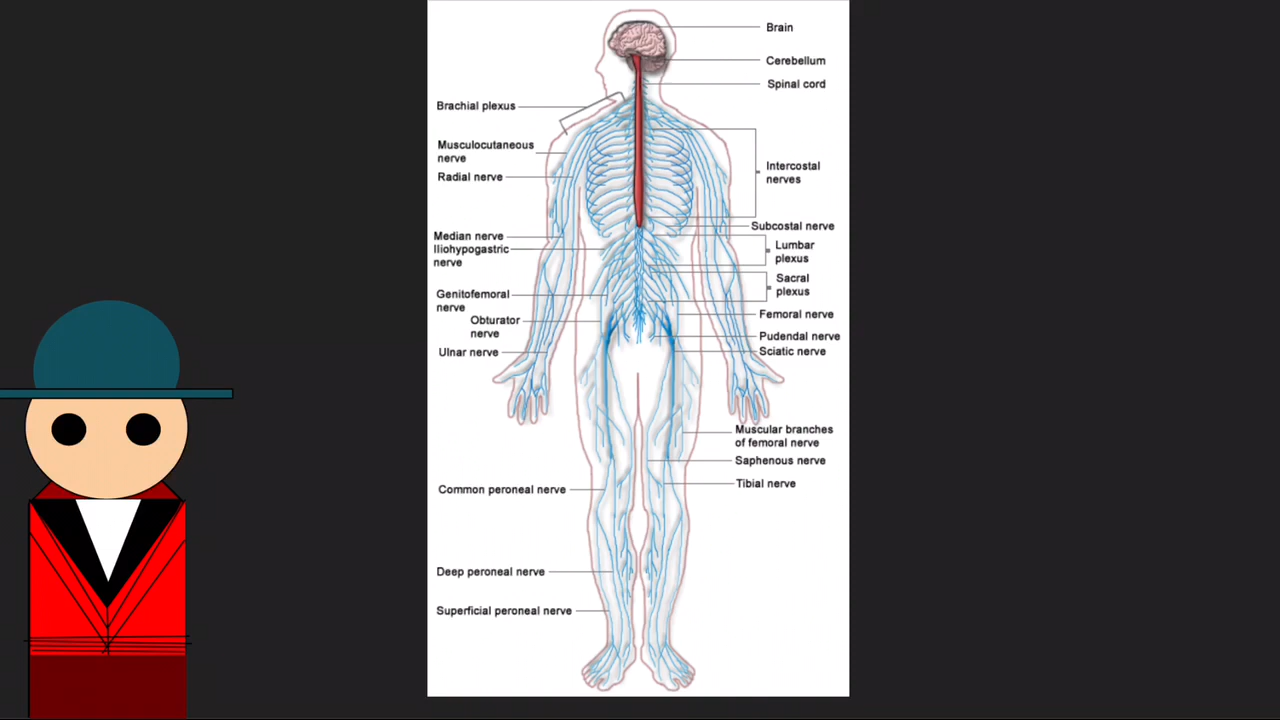 Brain
Cerebellum
Spinal cord
Brachial plexus
Musculocutaneous
nerve
Radial nerve
Intercostal
nerves
Subcostal nerve
Median nerve
Iliohypogastric
nerve
Lumbar
plexus
Sacral
plexus
Genitofemoral
nerve
Obturator
nerve
Femoral nerve
Pudendal nerve
Ulnar nerve
Sciatic nerve
Muscular branches
of femoral nerve
Saphenous nerve
Tibial nerve
Common peroneal nerve
Deep peroneal nerve
Superficial peroneal nerve